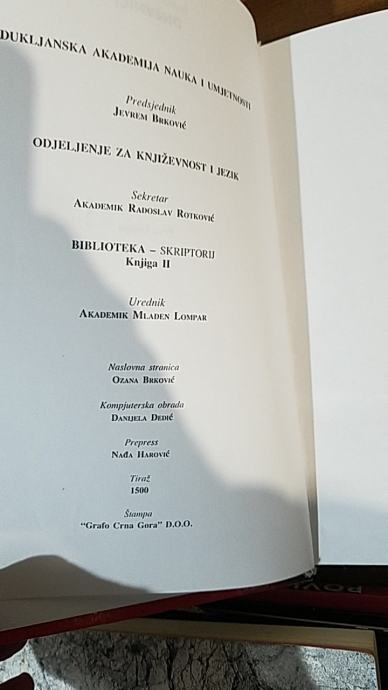 DUKLJANSKA AKADEMIJA NAUKA I UMJETNOSTI
Predsjednik
JEVREM BRKOVIĆ
ODJELJENJE ZA KNJIŽEVNOST I JEZIK
Sekretar
AKADEMIK RADOSLAV ROTKOVIĆ
BIBLIOTEKA – SKRIPTORIJ
Knjiga II
Urednik
AKADEMIK MLADEN LOMPAR
Naslovna stranica
OZANA BRKOVIĆ
Kompjuterska obrada
DANIJELA DEDIĆ
Prepress
NAĐA HAROVIĆ
Tiraž
1500
Štampa
“Grafo Crna Gora” D.O.O.